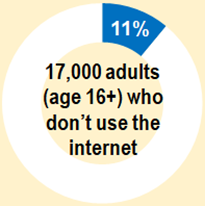 11%
17,000 adults
(age 16+) who
don't use the
internet